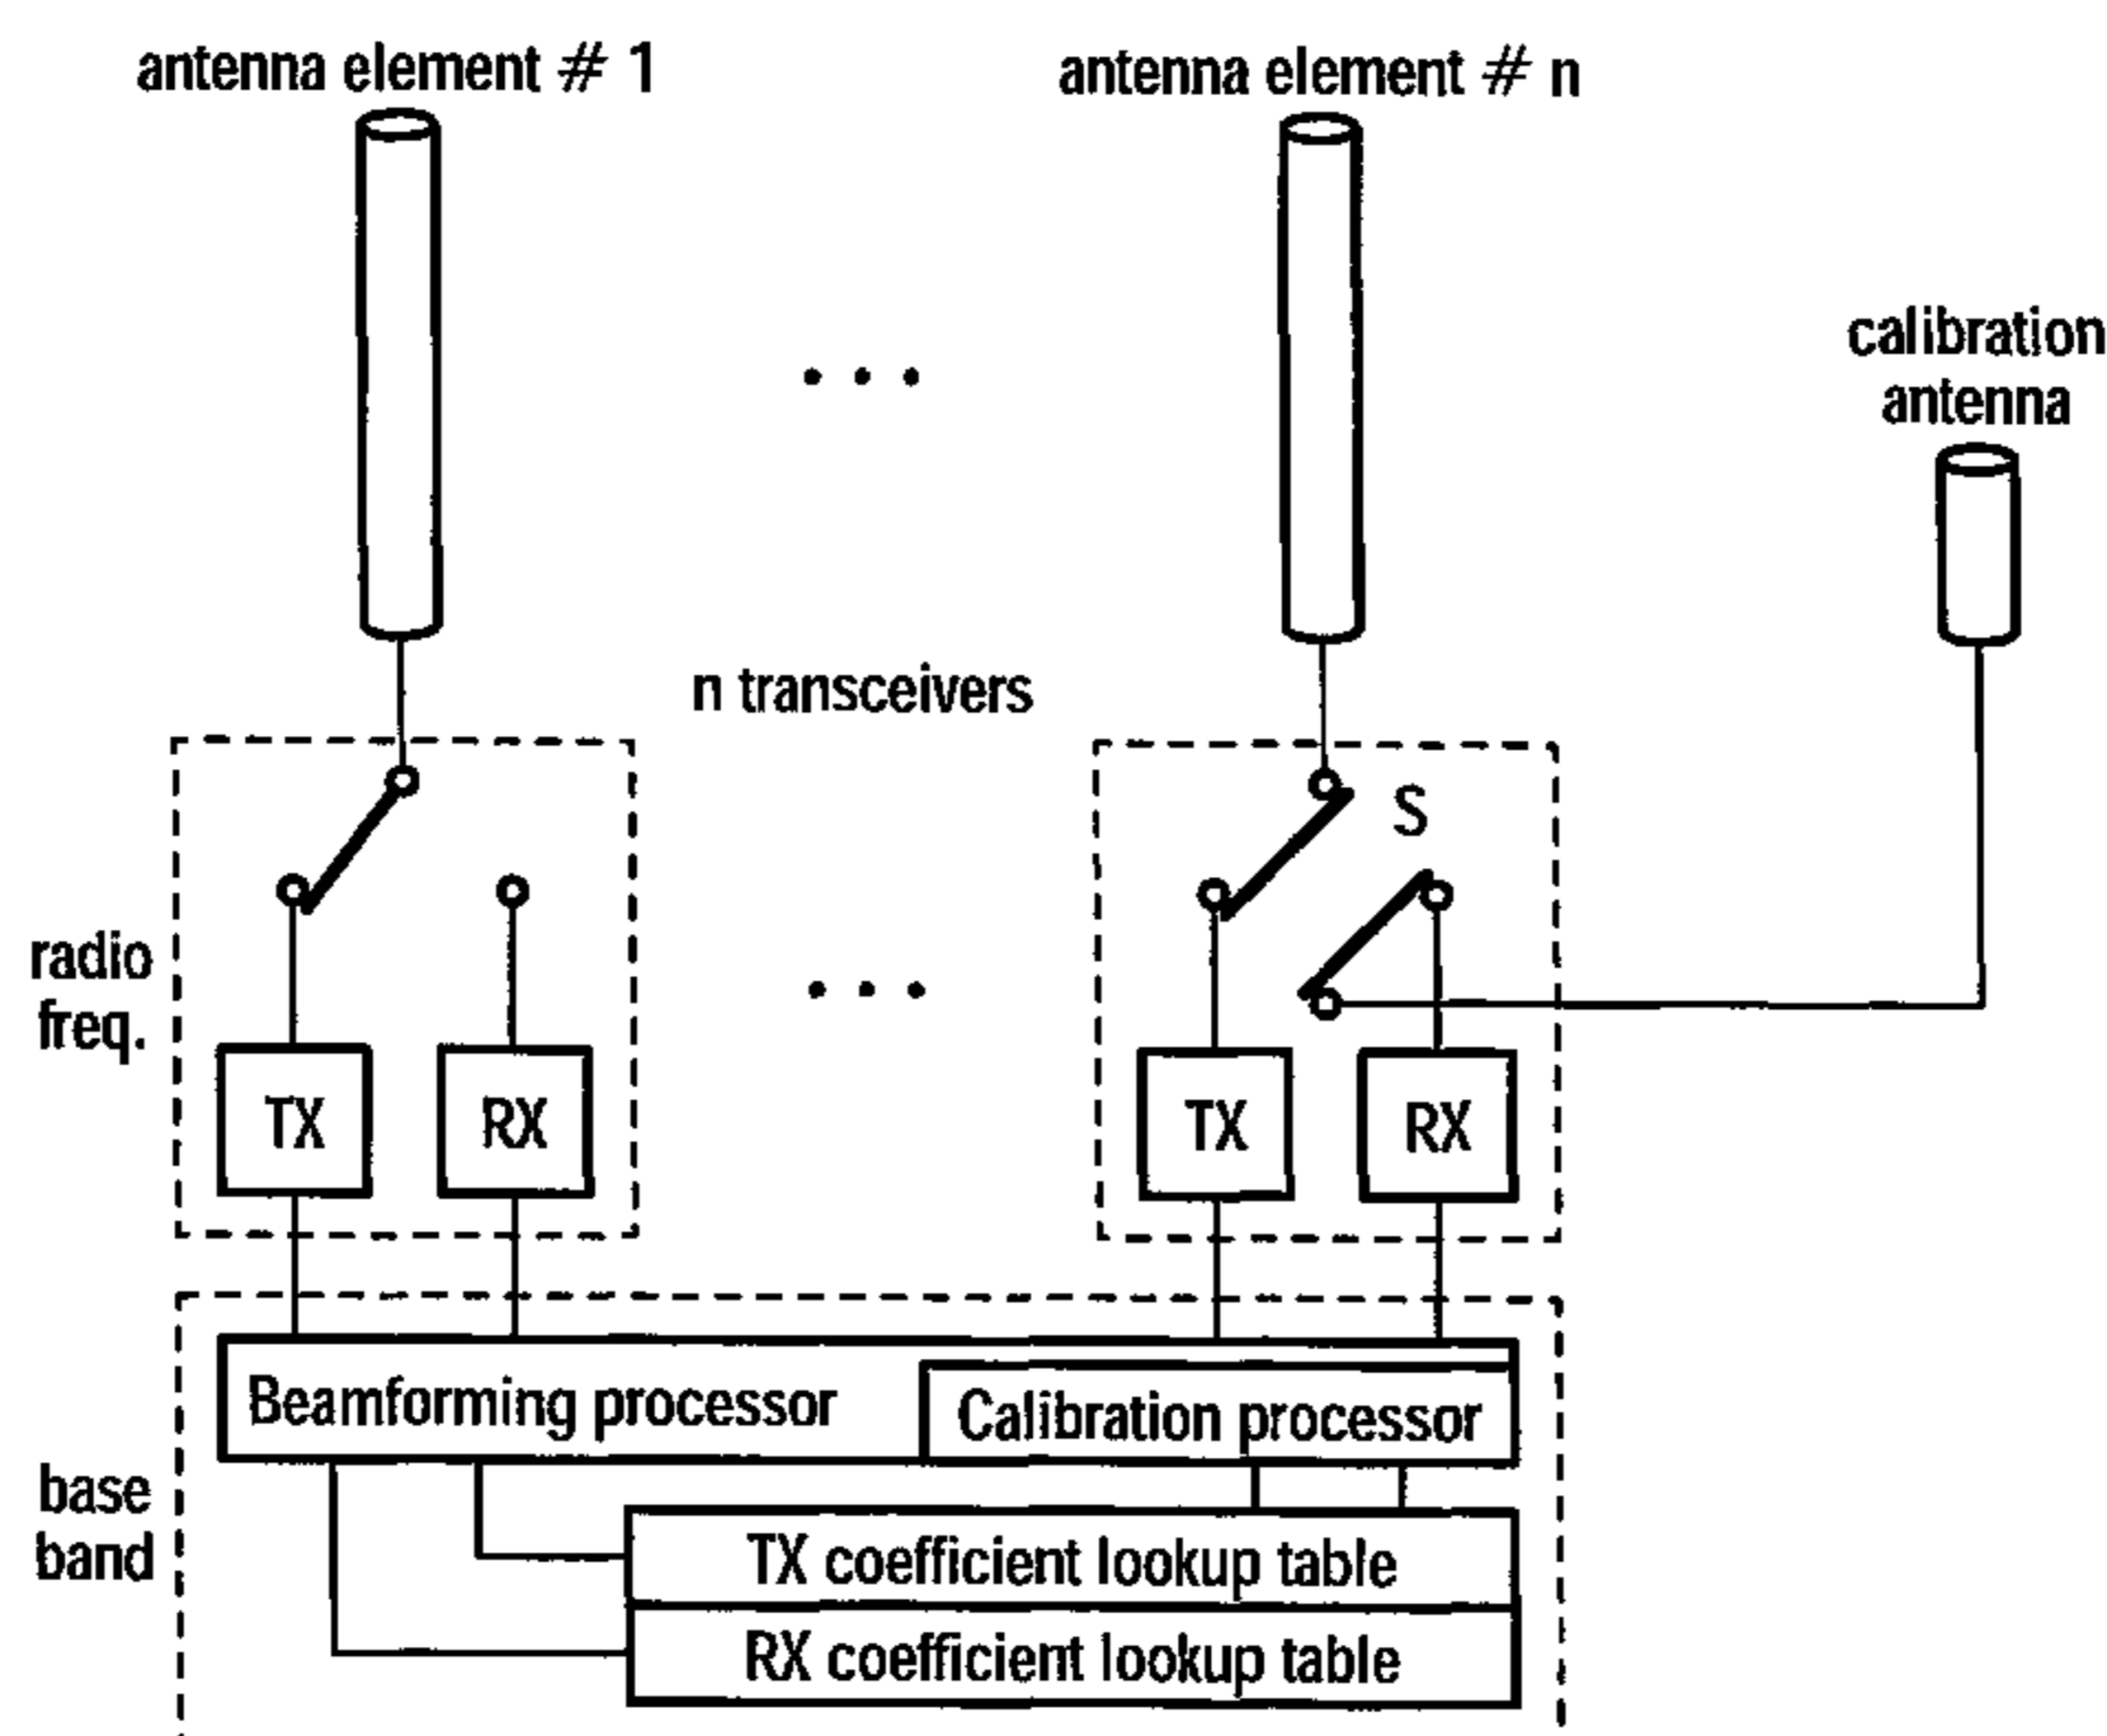 antenna element # 1
antenna element # n
calibration
antenna
n transceivers
S
radio
freq.
TX
RX
TX
RX
Beamforming processor
Calibration processor
base
band
TX coefficient lookup table
RX coefficient lookup table